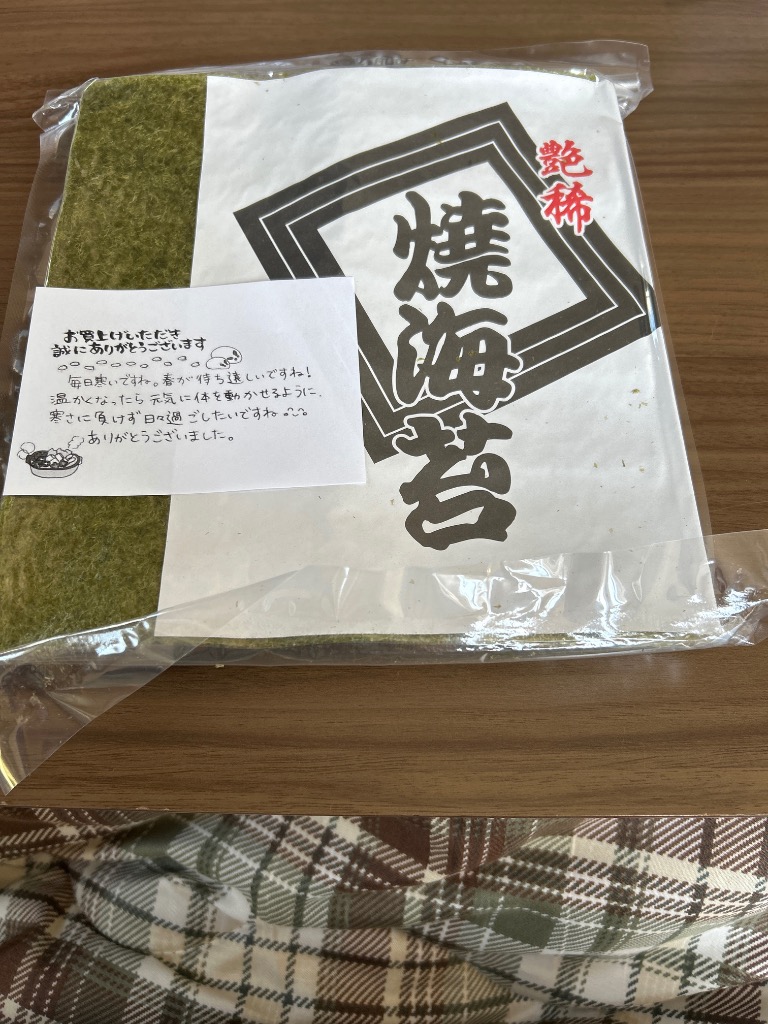 艶稀
焼海苔
お買上げいただき
誠にありがとうございます
毎日寒いですね。春が待ち遠しいですね!
温かくなったら元気に体を動かせるように、
寒さに負けず日々過ごしたいですね
ありがとうございました。